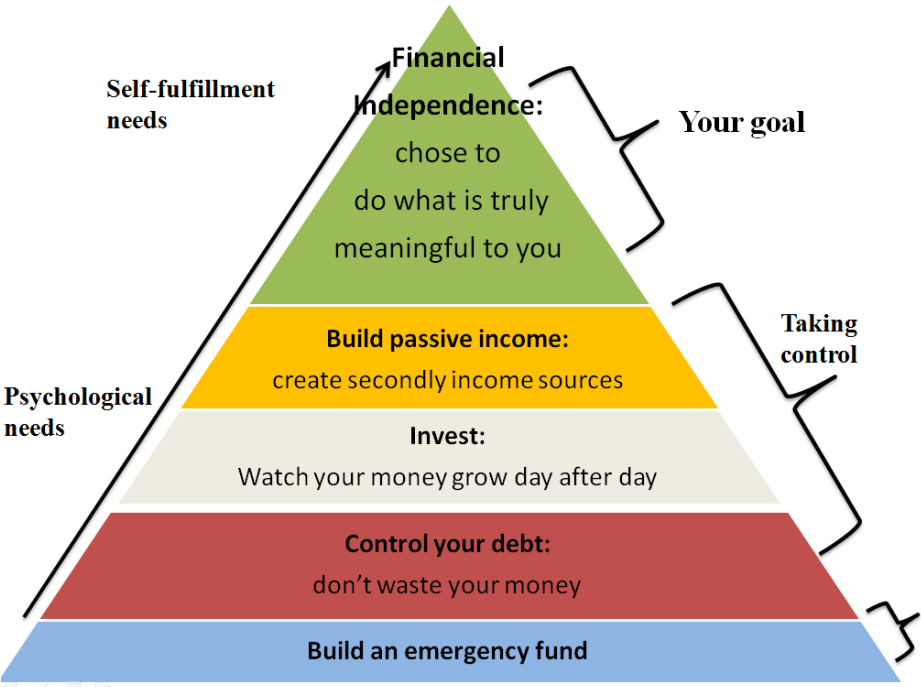 Financial
Independence:
chose to
do what is truly
meaningful to you
Self-fulfillment
needs
Your goal
Build passive income:
create secondly income sources
Taking
control
Psychological
needs
Invest:
Watch your money grow day after day
Control your debt:
don't waste your money
Build an emergency fund